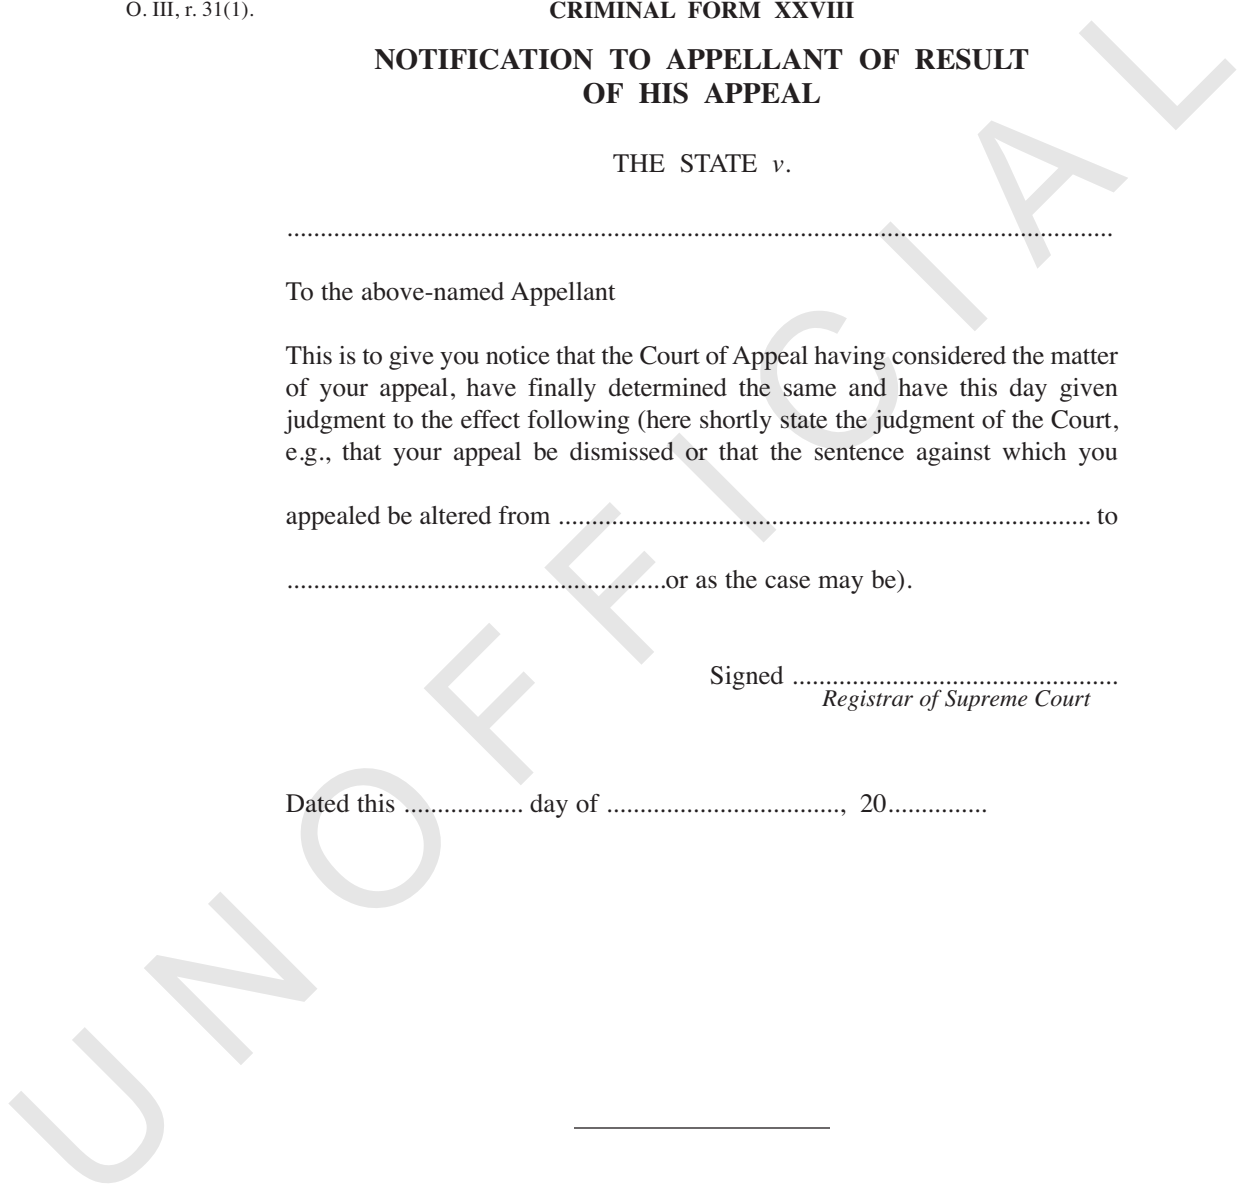 O. III, r. 31(1).
CRIMINAL FORM XXVIII
NOTIFICATION TO APPELLANT OF RESULT
OF HIS APPEAL
THE STATE v.
............................................................................................................................
To the above-named Appellant
This is to give you notice that the Court of Appeal having considered the matter
of your appeal, have finally determined the same and have this day given
judgment to the effect following (here shortly state the judgment of the Court,
e.g., that your appeal be dismissed or that the sentence against which you
appealed be altered from ................................................................................ to
.........................................................or as the case may be).
Signed .................................................
Registrar of Supreme Court
Dated this .................. day of ..................................., 20...............
UNOFFICIAL